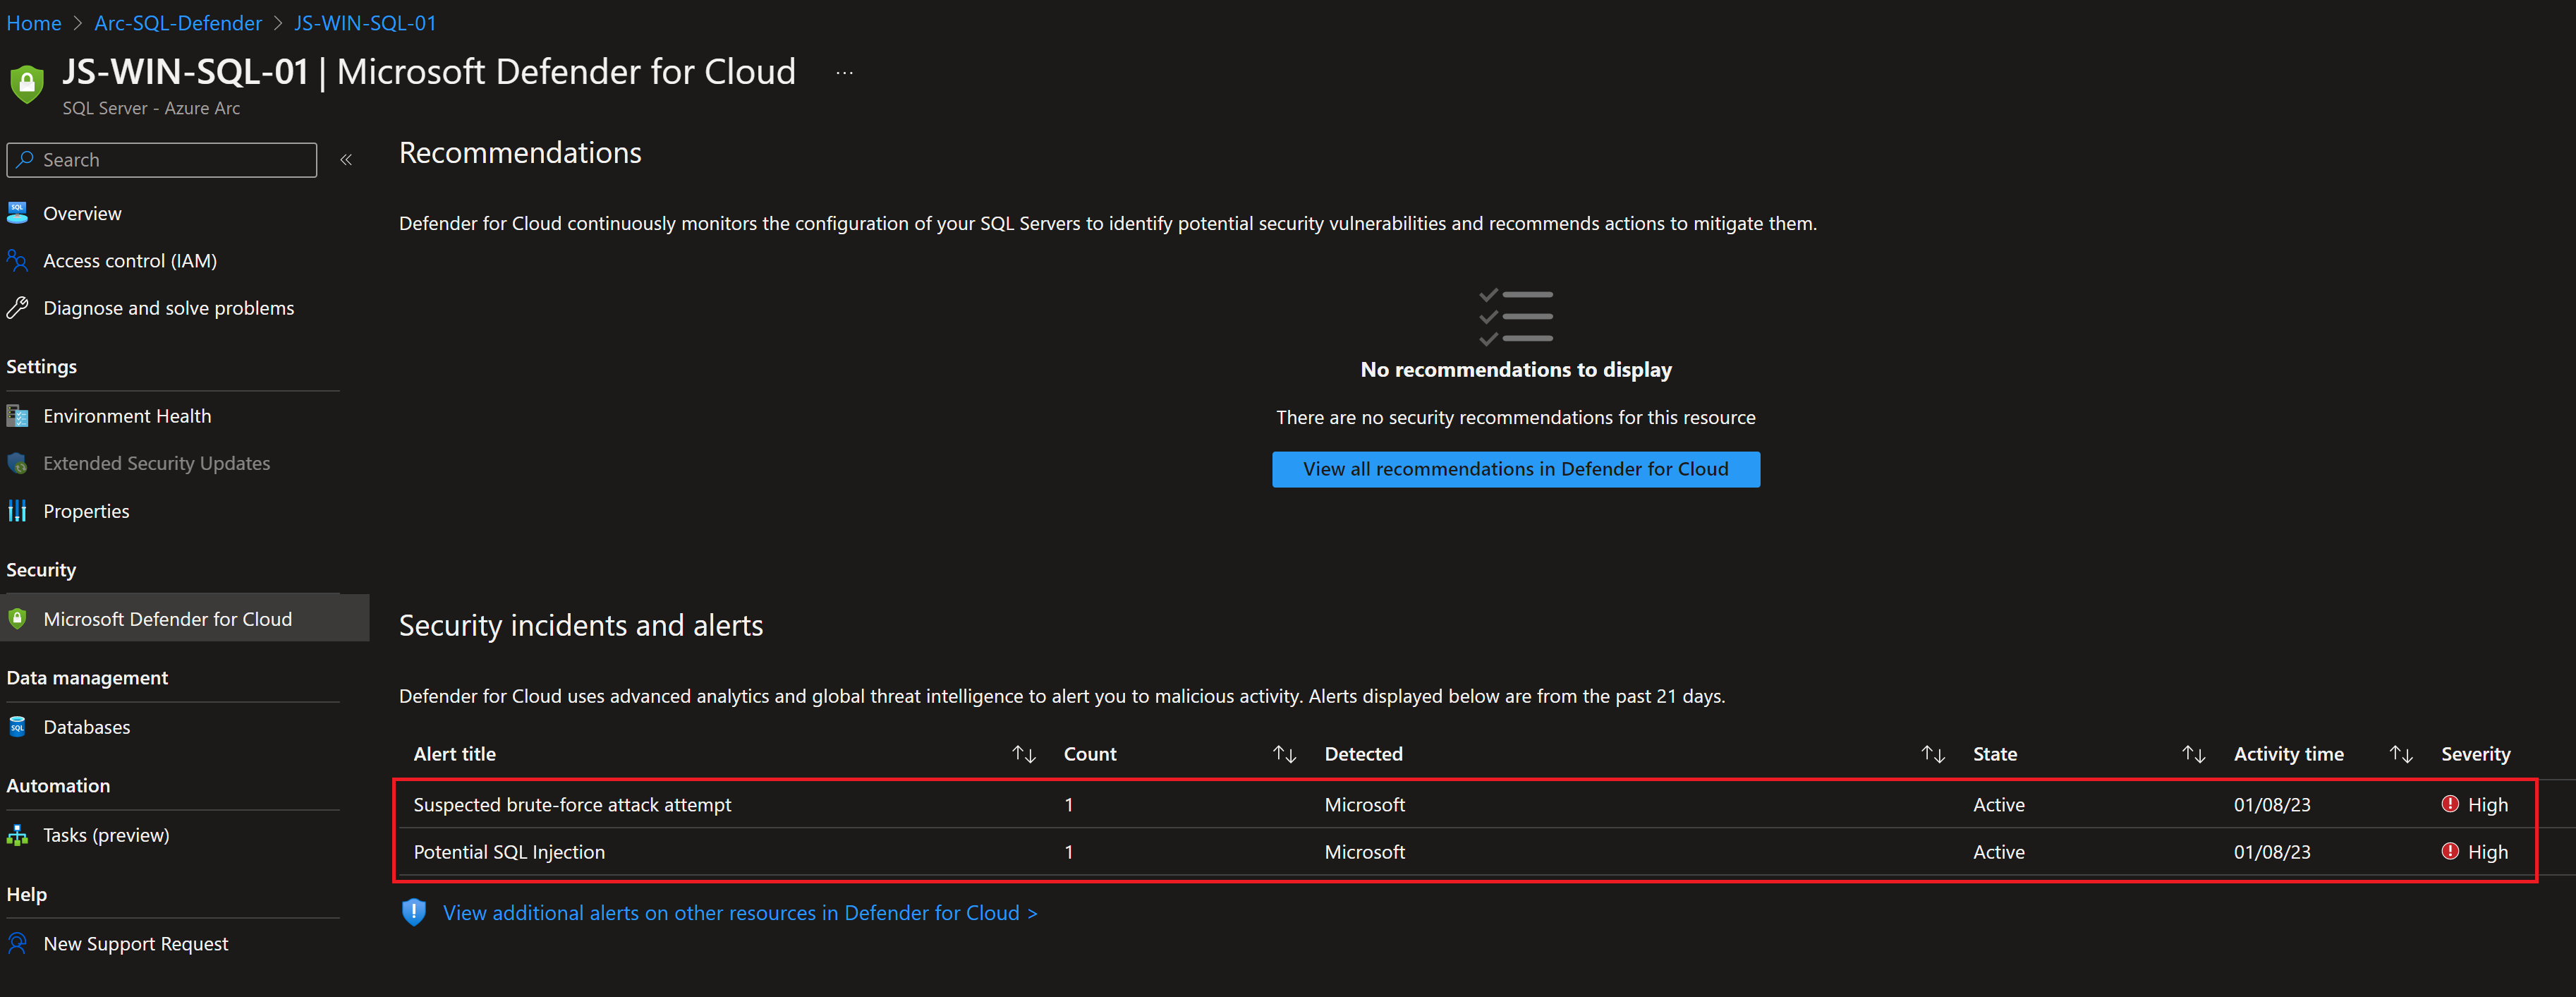 Home > Arc-SQL-Defender > JS-WIN-SQL-01
JS-WIN-SQL-01 | Microsoft Defender for Cloud ...
SQL Server - Azure Arc
Search
«
Overview
Access control (IAM)
Diagnose and solve problems
Settings
Environment Health
Extended Security Updates
Properties
Security
Microsoft Defender for Cloud
Data management
Databases
Automation
Tasks (preview)
Help
New Support Request
Recommendations
Defender for Cloud continuously monitors the configuration of your SQL Servers to identify potential security vulnerabilities and recommends actions to mitigate them.
No recommendations to display
There are no security recommendations for this resource
View all recommendations in Defender for Cloud
Security incidents and alerts
Defender for Cloud uses advanced analytics and global threat intelligence to alert you to malicious activity. Alerts displayed below are from the past 21 days.
Alert title ↑↓ Count ↑↓ Detected ↑↓ State ↑↓ Activity time ↑↓ Severity
Suspected brute-force attack attempt 1 Microsoft Active 01/08/23 High
Potential SQL Injection 1 Microsoft Active 01/08/23 High
View additional alerts on other resources in Defender for Cloud >